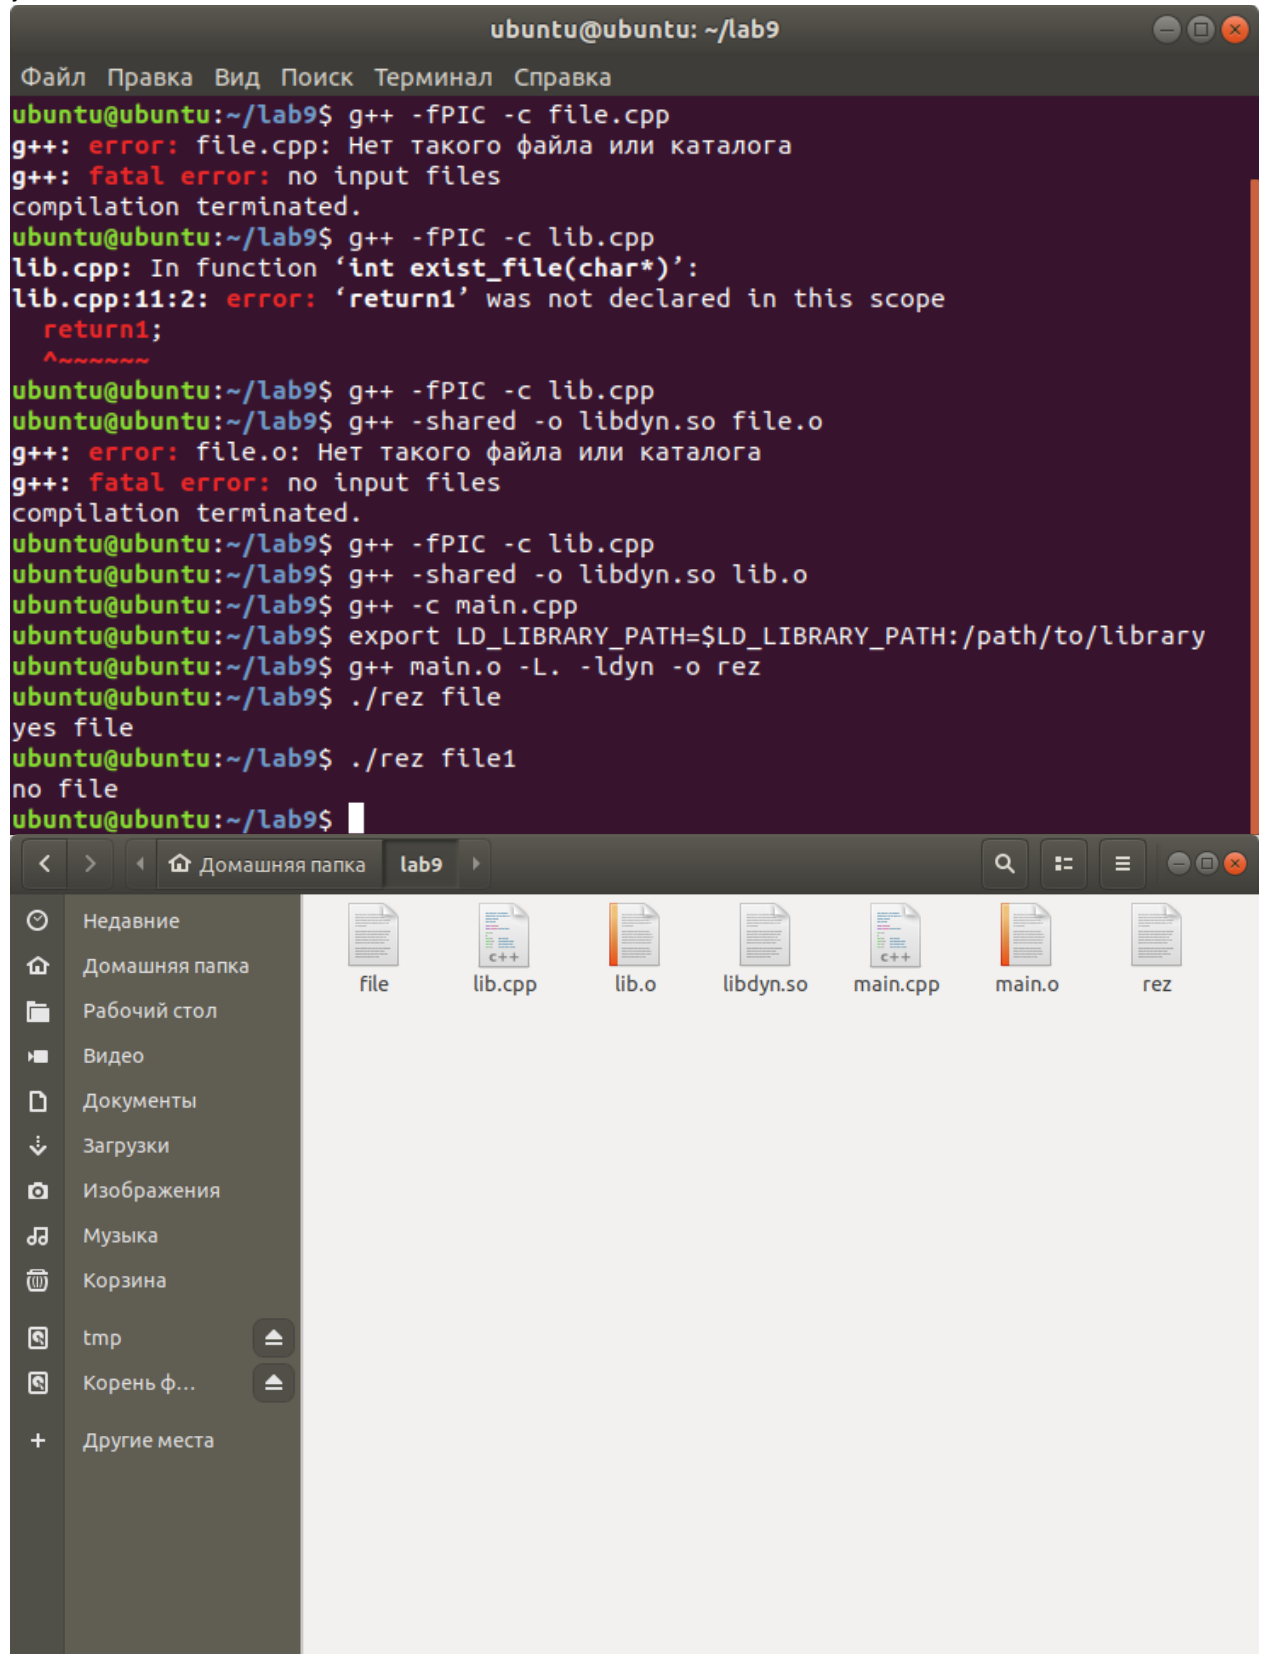 ubuntu@ubuntu: ~/lab9
Файл Правка Вид Поиск Терминал Справка
ubuntu@ubuntu:~/lab9$ g++ -fPIC -c file.cpp
g++: error: file.cpp: Нет такого файла или каталога
g++: fatal error: no input files
compilation terminated.
ubuntu@ubuntu:~/lab9$ g++ -fPIC -c lib.cpp
lib.cpp: In function ‘int exist_file(char*)’:
lib.cpp:11:2: error: ‘return1’ was not declared in this scope
  return1;
  ^~~~~~~
ubuntu@ubuntu:~/lab9$ g++ -fPIC -c lib.cpp
ubuntu@ubuntu:~/lab9$ g++ -shared -o libdyn.so file.o
g++: error: file.o: Нет такого файла или каталога
g++: fatal error: no input files
compilation terminated.
ubuntu@ubuntu:~/lab9$ g++ -fPIC -c lib.cpp
ubuntu@ubuntu:~/lab9$ g++ -shared -o libdyn.so lib.o
ubuntu@ubuntu:~/lab9$ g++ -c main.cpp
ubuntu@ubuntu:~/lab9$ export LD_LIBRARY_PATH=$LD_LIBRARY_PATH:/path/to/library
ubuntu@ubuntu:~/lab9$ g++ main.o -L. -ldyn -o rez
ubuntu@ubuntu:~/lab9$ ./rez file
yes file
ubuntu@ubuntu:~/lab9$ ./rez file1
no file
ubuntu@ubuntu:~/lab9$
Домашняя папка lab9
Недавние
Домашняя папка
Рабочий стол
Видео
Документы
Загрузки
Изображения
Музыка
Корзина
tmp
Корень ф...
Другие места
C++ C++
file lib.cpp lib.o libdyn.so main.cpp main.o rez